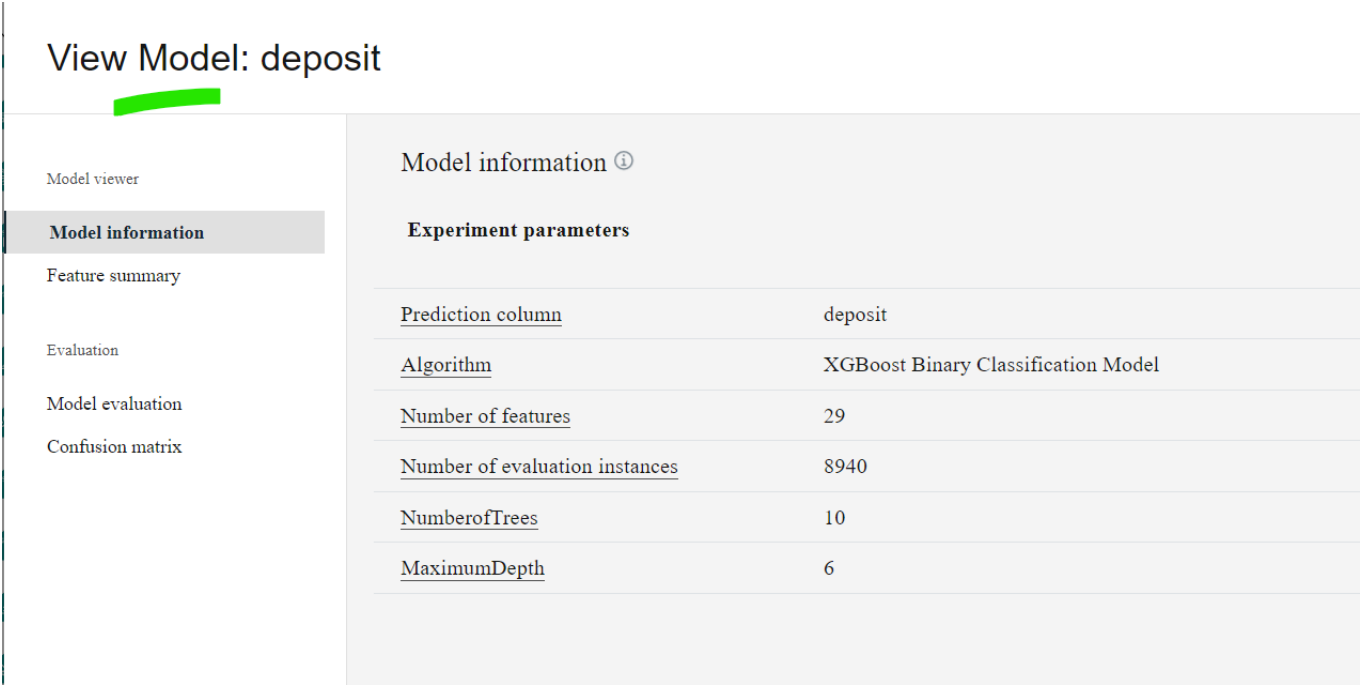 View Model: deposit
Model viewer
Model information
Feature summary
Evaluation
Model evaluation
Confusion matrix
Model information
Experiment parameters
Prediction column deposit
Algorithm XGBoost Binary Classification Model
Number of features 29
Number of evaluation instances 8940
NumberofTrees 10
MaximumDepth 6